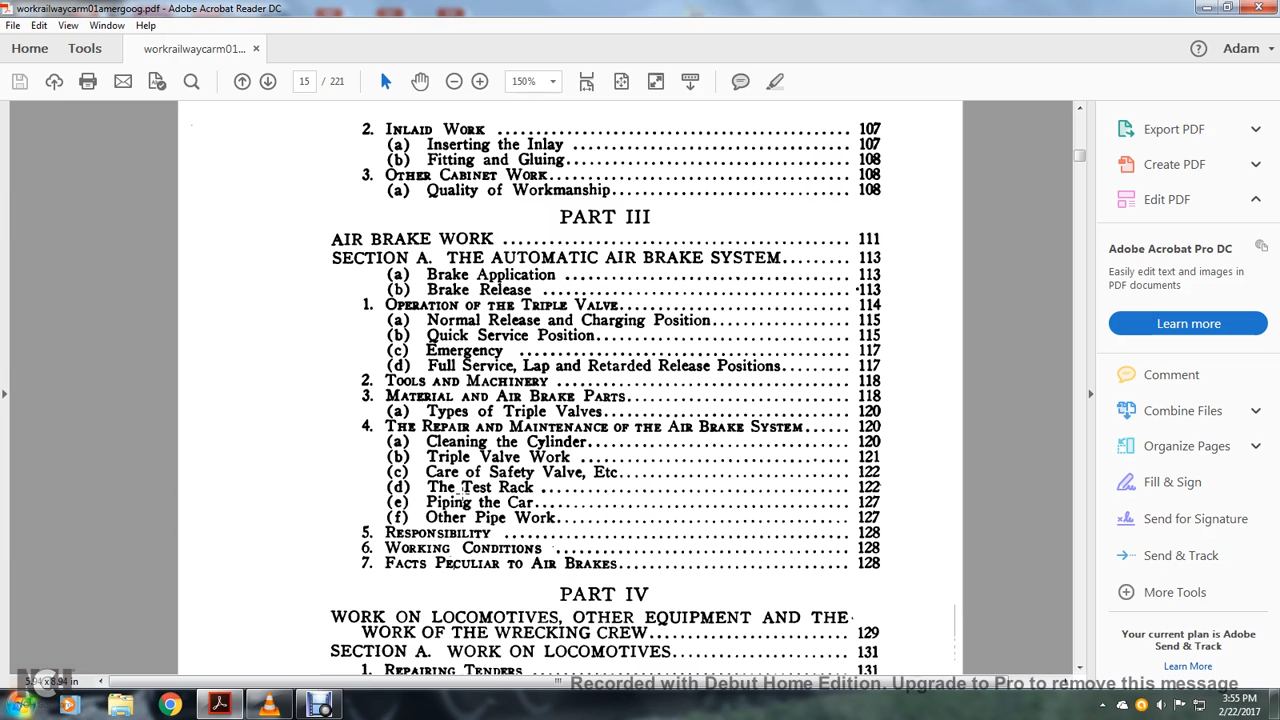 workrailwaycarm01amergoog.pdf - Adobe Acrobat Reader DC
File Edit View Window Help
Home Tools workrailwaycarm01... × Adam
15 / 221 150%
2. INLAID WORK 107
(a) Inserting the Inlay 107
(b) Fitting and Gluing 108
3. OTHER CABINET WORK 108
(a) Quality of Workmanship 108
PART III
AIR BRAKE WORK 111
SECTION A. THE AUTOMATIC AIR BRAKE SYSTEM 113
(a) Brake Application 113
(b) Brake Release 113
1. OPERATION OF THE TRIPLE VALVE 114
(a) Normal Release and Charging Position 115
(b) Quick Service Position 115
(c) Emergency 117
(d) Full Service, Lap and Retarded Release Positions 117
2. TOOLS AND MACHINERY 118
3. MATERIAL AND AIR BRAKE PARTS 118
(a) Types of Triple Valves 120
4. THE REPAIR AND MAINTENANCE OF THE AIR BRAKE SYSTEM 120
(a) Cleaning the Cylinder 120
(b) Triple Valve Work 121
(c) Care of Safety Valve, Etc 122
(d) The Test Rack 122
(e) Piping the Car 127
(f) Other Pipe Work 127
5. RESPONSIBILITY 128
6. WORKING CONDITIONS 128
7. FACTS PECULIAR TO AIR BRAKES 128
PART IV
WORK ON LOCOMOTIVES, OTHER EQUIPMENT AND THE
WORK OF THE WRECKING CREW 129
SECTION A. WORK ON LOCOMOTIVES 131
1. REPAIRING TENDERS 131
Export PDF
Create PDF
Edit PDF
Adobe Acrobat Pro DC
Easily edit text and images in
PDF documents
Learn more
Comment
Combine Files
Organize Pages
Fill & Sign
Send for Signature
Send & Track
More Tools
Your current plan is Adobe
Send & Track
Learn More
5.94 x 8.94 in
Recorded with Debut Home Edition. Upgrade to Pro to remove this message
3:55 PM
2/22/2017